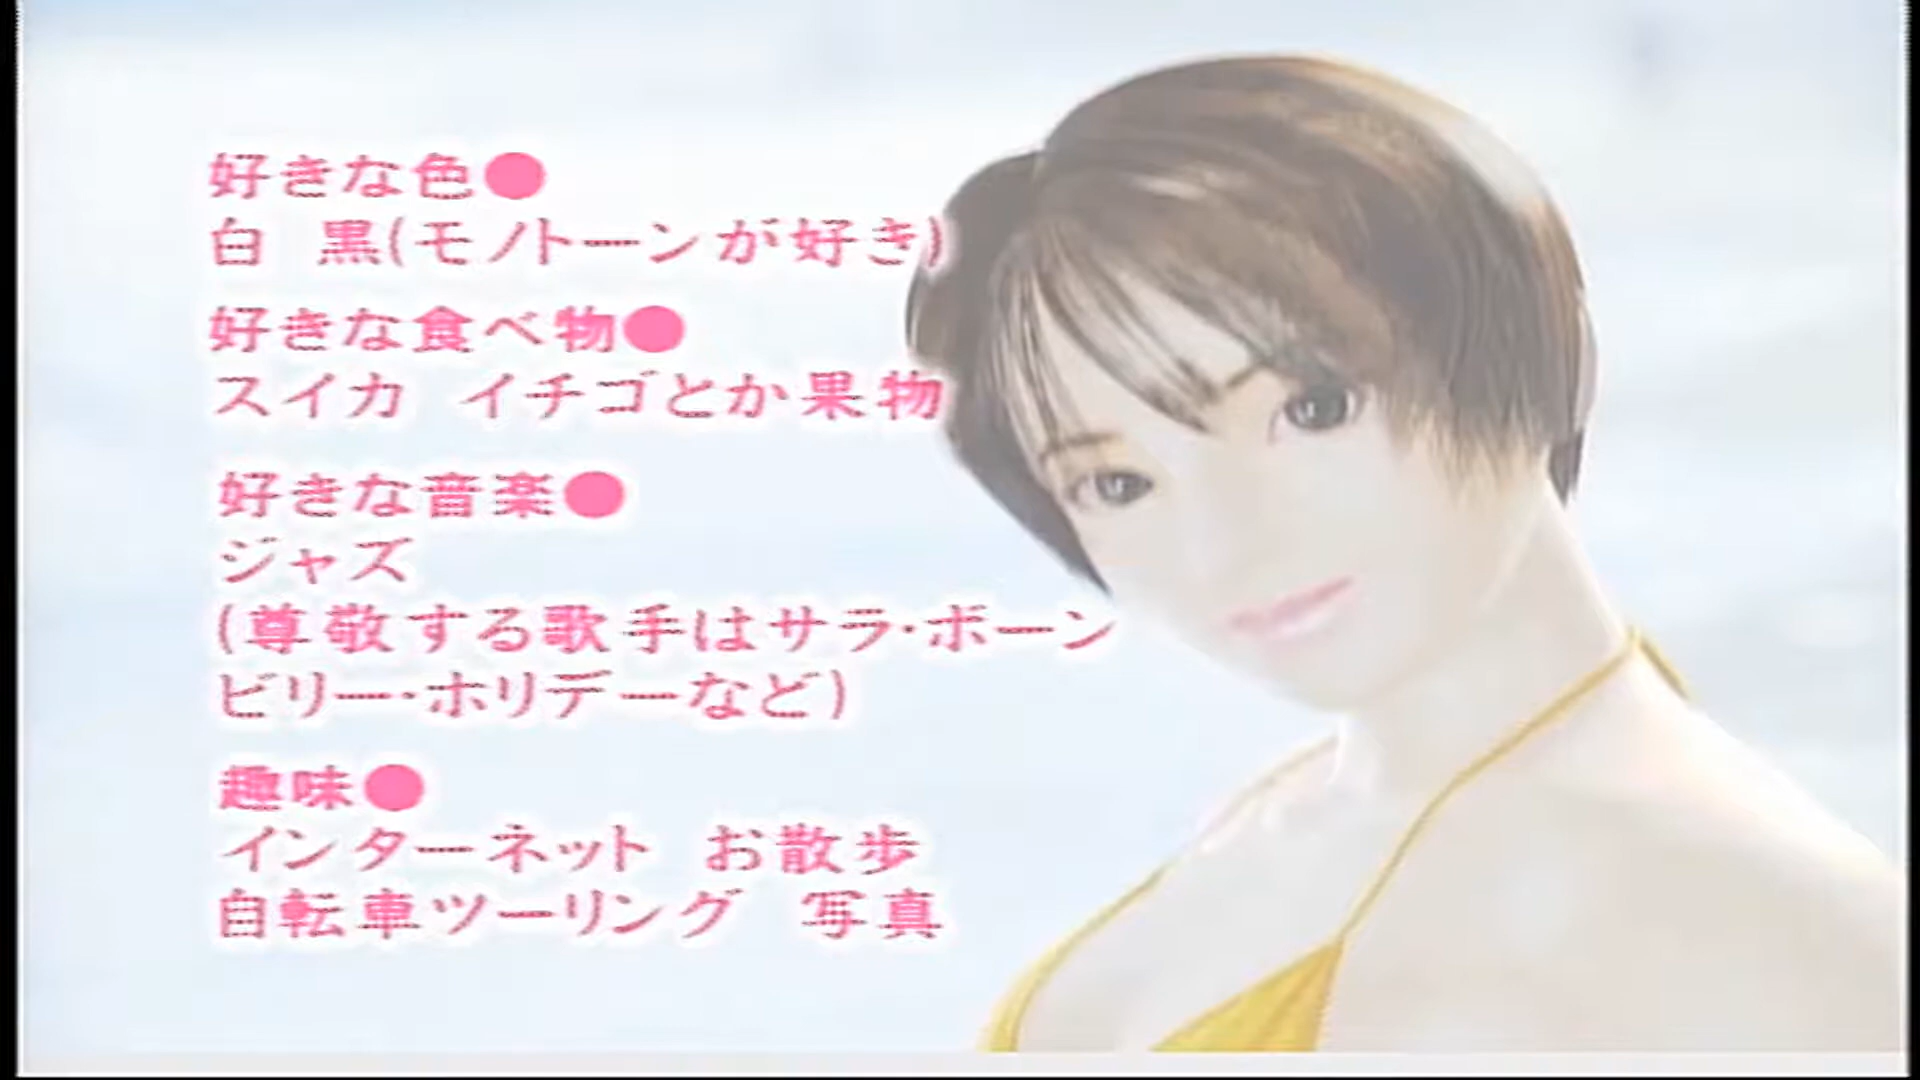 好きな色●
白　黒(モノトーンが好き)
好きな食べ物●
スイカ　イチゴとか果物
好きな音楽●
ジャズ
(尊敬する歌手はサラ・ボーン
ビリー・ホリデーなど)
趣味●
インターネット　お散歩
自転車ツーリング　写真